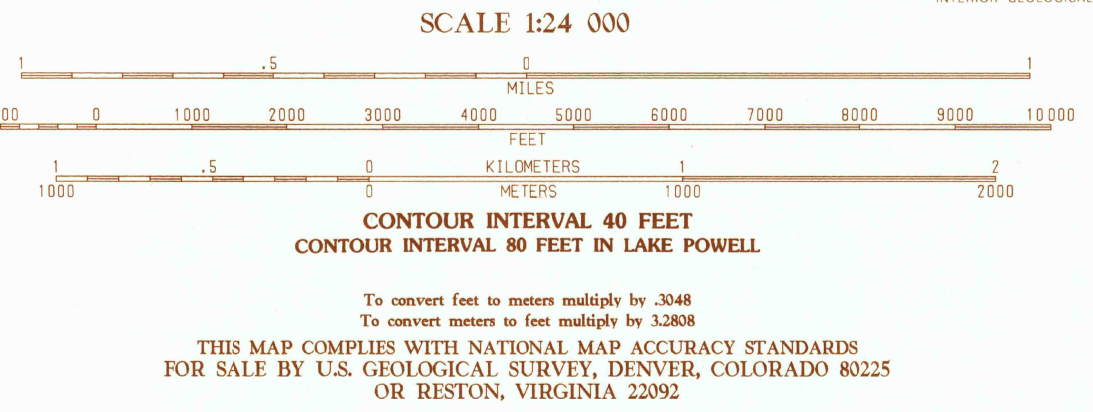 INTERIOR GEOLOGICAL
SCALE 1:24 000
1 .5 0 1
MILES
00 0 1000 2000 3000 4000 5000 6000 7000 8000 9000 10000
FEET
1 .5 0 KILOMETERS 1 2
1000 0 METERS 1000 2000
CONTOUR INTERVAL 40 FEET
CONTOUR INTERVAL 80 FEET IN LAKE POWELL
To convert feet to meters multiply by .3048
To convert meters to feet multiply by 3.2808
THIS MAP COMPLIES WITH NATIONAL MAP ACCURACY STANDARDS
FOR SALE BY U.S. GEOLOGICAL SURVEY, DENVER, COLORADO 80225
OR RESTON, VIRGINIA 22092